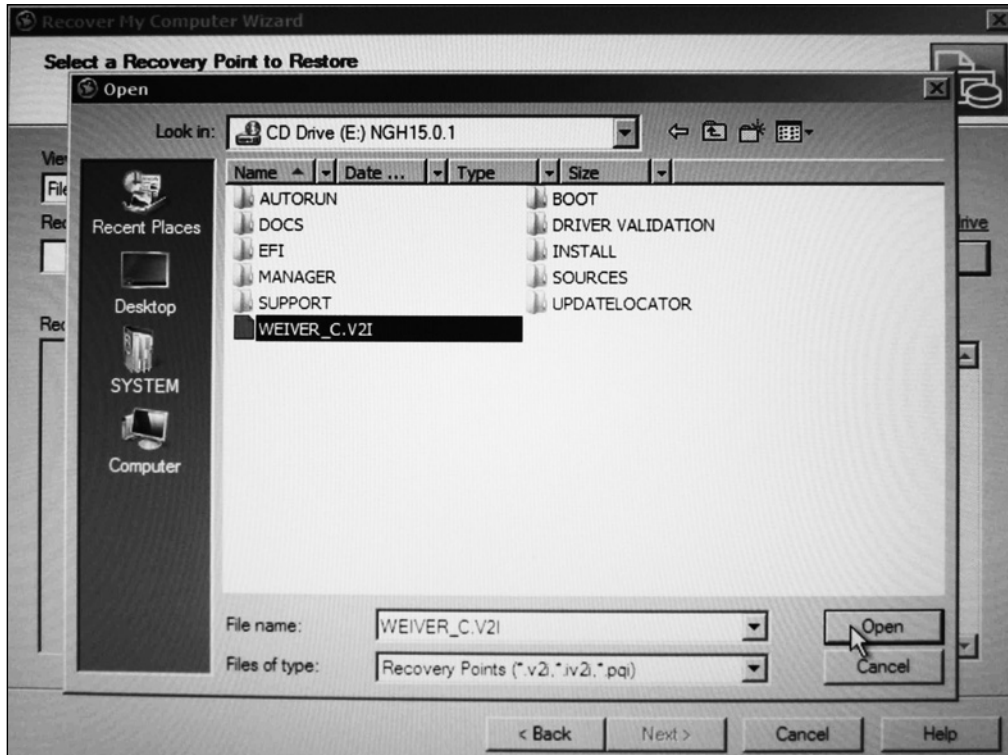 Recover My Computer Wizard
Select a Recovery Point to Restore
Open
Look in: CD Drive (E:) NGH15.0.1
Name Date ... Type Size
AUTORUN BOOT
DOCS DRIVER VALIDATION
EFI INSTALL
MANAGER SOURCES
SUPPORT UPDATELOCATOR
WEIVER_C.V2I
Recent Places
Desktop
SYSTEM
Computer
File name: WEIVER_C.V2I Open
Files of type: Recovery Points (*.v2i,*.iv2i,*.pqi) Cancel
< Back Next > Cancel Help